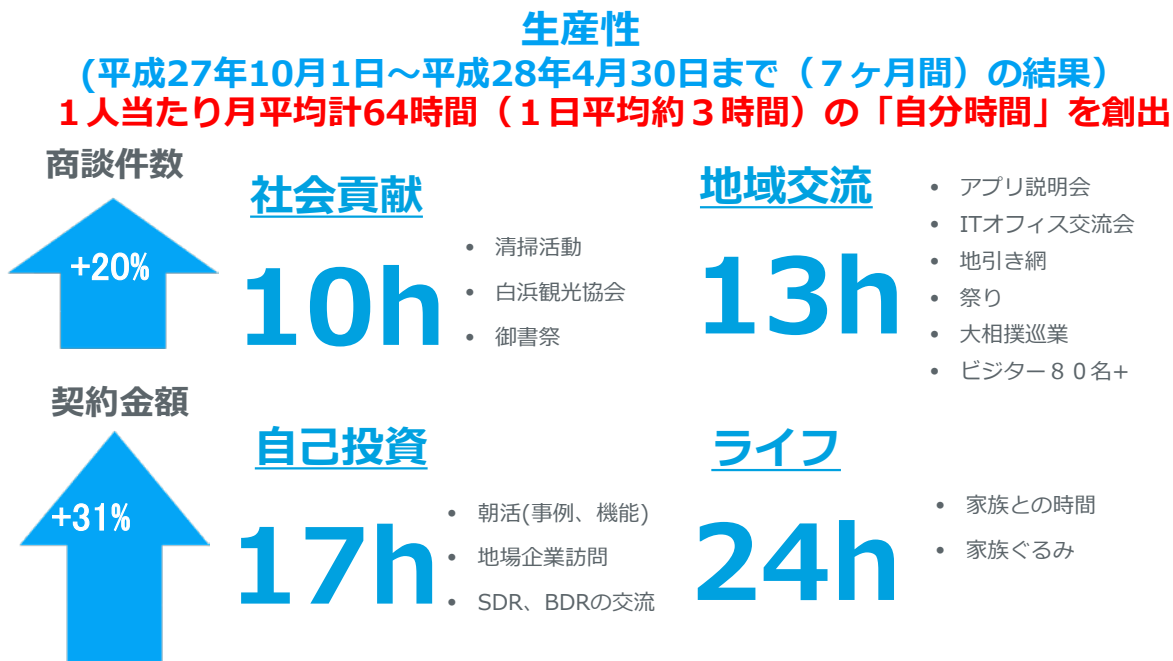 生産性
(平成27年10月1日～平成28年4月30日まで（７ヶ月間）の結果）
１人当たり月平均計64時間（１日平均約３時間）の「自分時間」を創出
商談件数
+20%
社会貢献
10h
• 清掃活動
• 白浜観光協会
• 御書祭
地域交流
13h
• アプリ説明会
• ITオフィス交流会
• 地引き網
• 祭り
• 大相撲巡業
• ビジター８０名+
契約金額
+31%
自己投資
17h
• 朝活(事例、機能)
• 地場企業訪問
• SDR、BDRの交流
ライフ
24h
• 家族との時間
• 家族ぐるみ